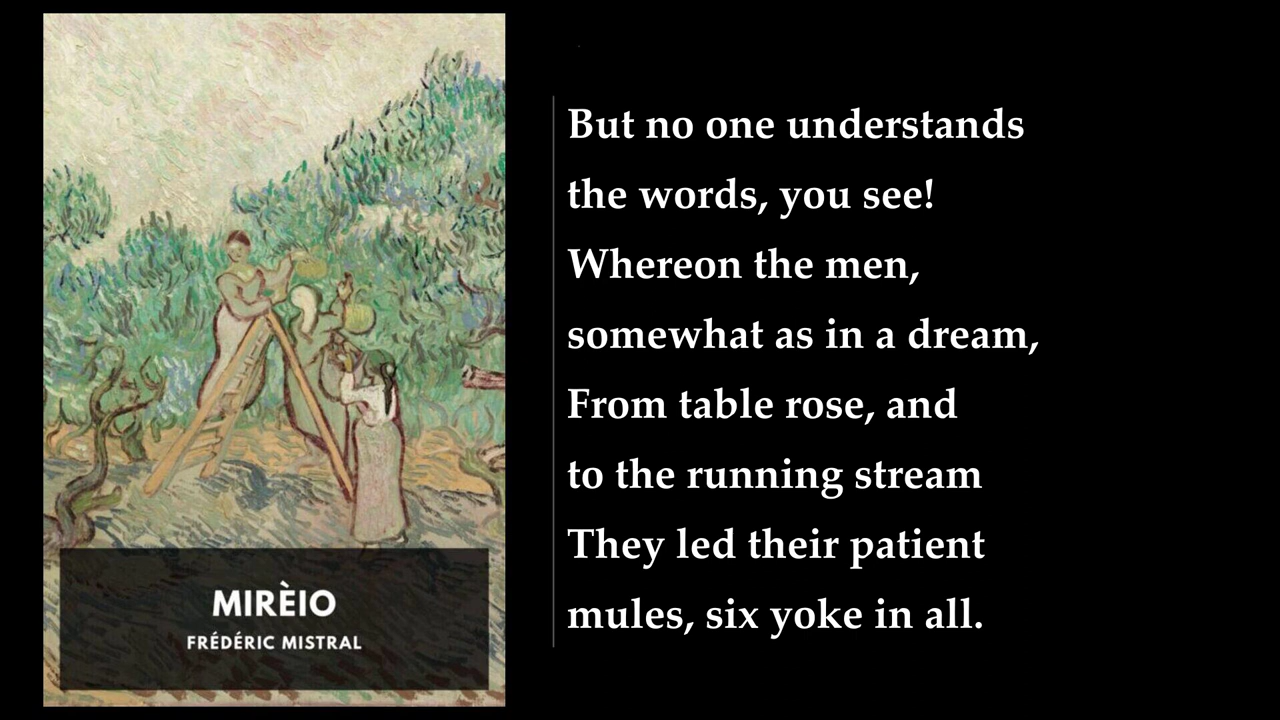 MIRÈIO
FRÉDÉRIC MISTRAL
But no one understands
the words, you see!
Whereon the men,
somewhat as in a dream,
From table rose, and
to the running stream
They led their patient
mules, six yoke in all.